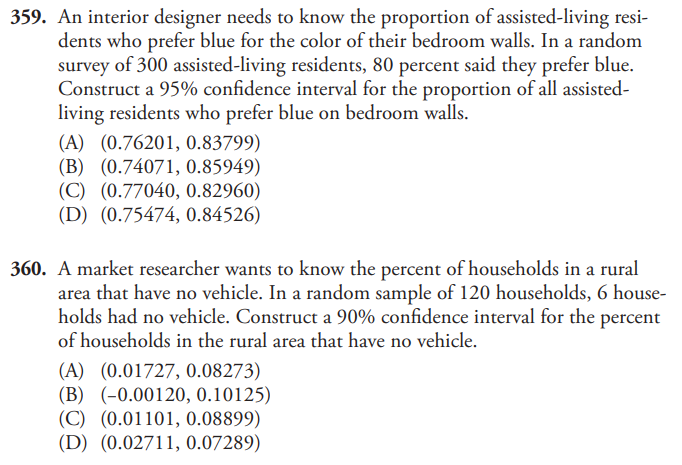 359. An interior designer needs to know the proportion of assisted-living resi-
dents who prefer blue for the color of their bedroom walls. In a random
survey of 300 assisted-living residents, 80 percent said they prefer blue.
Construct a 95% confidence interval for the proportion of all assisted-
living residents who prefer blue on bedroom walls.
(A) (0.76201, 0.83799)
(B) (0.74071, 0.85949)
(C) (0.77040, 0.82960)
(D) (0.75474, 0.84526)
360. A market researcher wants to know the percent of households in a rural
area that have no vehicle. In a random sample of 120 households, 6 house-
holds had no vehicle. Construct a 90% confidence interval for the percent
of households in the rural area that have no vehicle.
(A) (0.01727, 0.08273)
(B) (–0.00120, 0.10125)
(C) (0.01101, 0.08899)
(D) (0.02711, 0.07289)